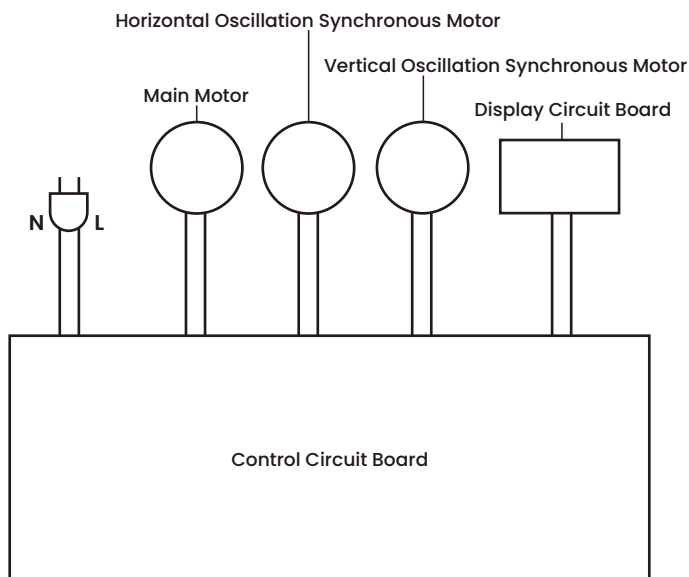 Horizontal Oscillation Synchronous Motor
Vertical Oscillation Synchronous Motor
Main Motor
Display Circuit Board
N
L
Control Circuit Board